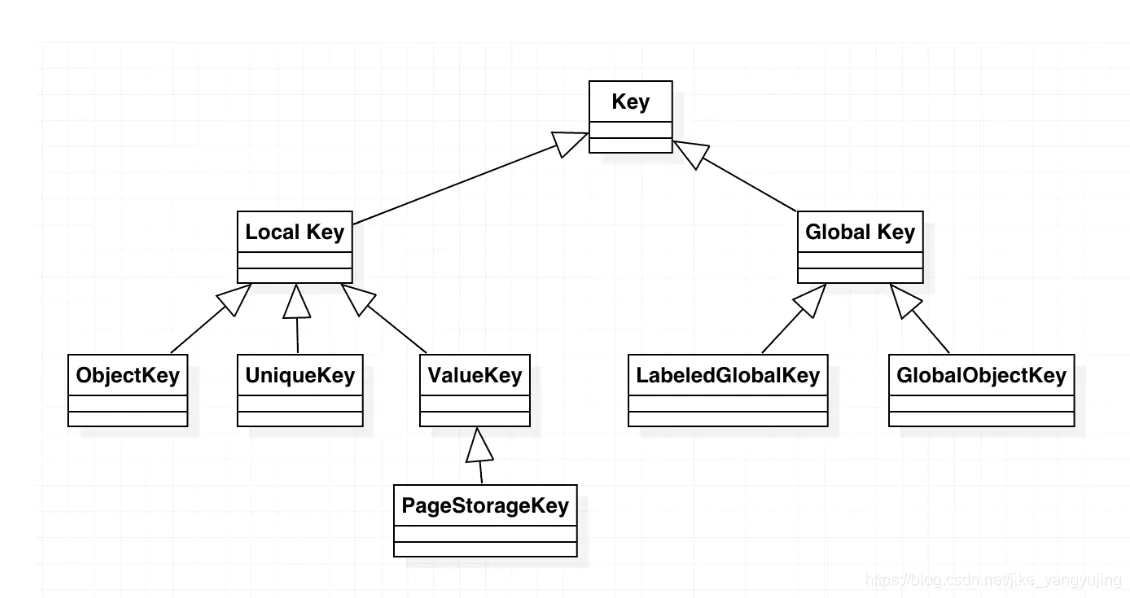 Key
Local Key
Global Key
ObjectKey
UniqueKey
ValueKey
LabeledGlobalKey
GlobalObjectKey
PageStorageKey
https://blog.csdn.net/jike_yangyujing